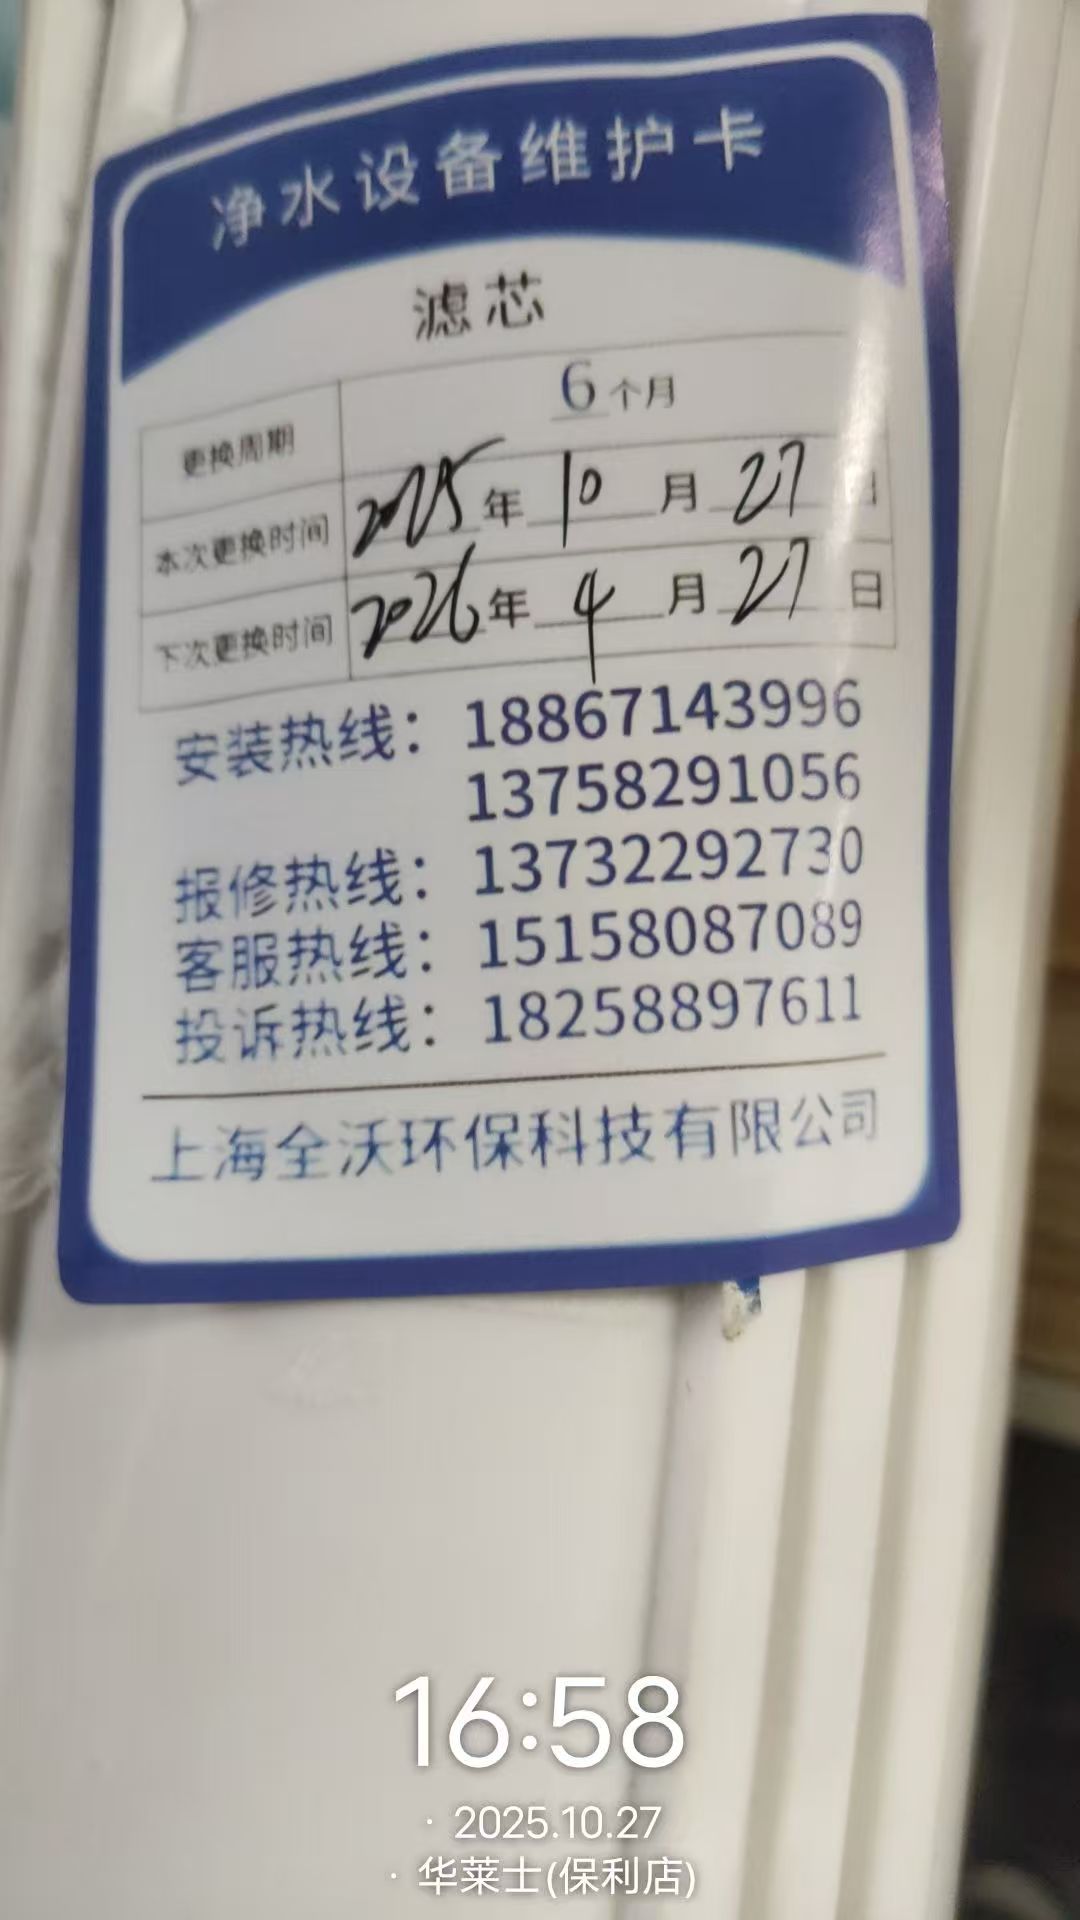 净水设备维护卡
滤芯
更换周期 6个月
本次更换时间 2025年10月27日
下次更换时间 2026年4月27日
安装热线：18867143996
13758291056
报修热线：13732292730
客服热线：15158087089
投诉热线：18258897611
上海全沃环保科技有限公司
16:58
· 2025.10.27
· 华莱士(保利店)